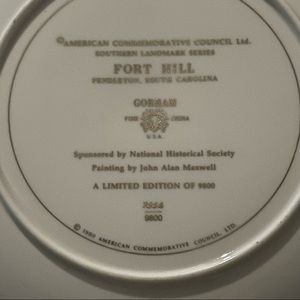 ©AMERICAN COMMEMORATIVE COUNCIL Ltd.
SOUTHERN LANDMARK SERIES
FORT HILL
PENDLETON, SOUTH CAROLINA
GORHAM
FINE CHINA
U.S.A.
Sponsored by National Historical Society
Painting by John Alan Maxwell
A LIMITED EDITION OF 9800
9800
© 1980 AMERICAN COMMEMORATIVE COUNCIL, LTD.